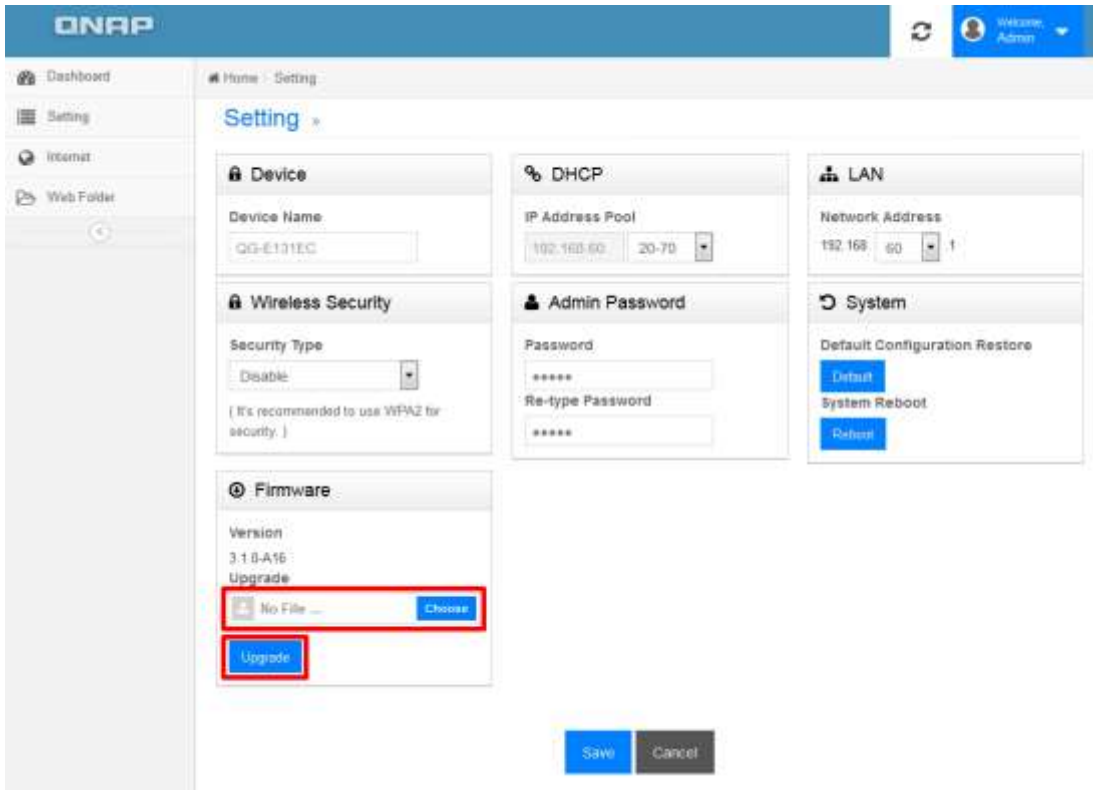 QNAP
Welcome,
Admin
Dashboard
Setting
Internet
Web Folder
Home Setting
Setting »
Device
Device Name
QG-E131EC
DHCP
IP Address Pool
192.168.60 20-70
LAN
Network Address
192.168. 60 . 1
Wireless Security
Security Type
Disable
( It's recommended to use WPA2 for
security. )
Admin Password
Password
•••••
Re-type Password
•••••
System
Default Configuration Restore
Default
System Reboot
Reboot
Firmware
Version
3.1.0-A16
Upgrade
No File ... Choose
Upgrade
Save Cancel